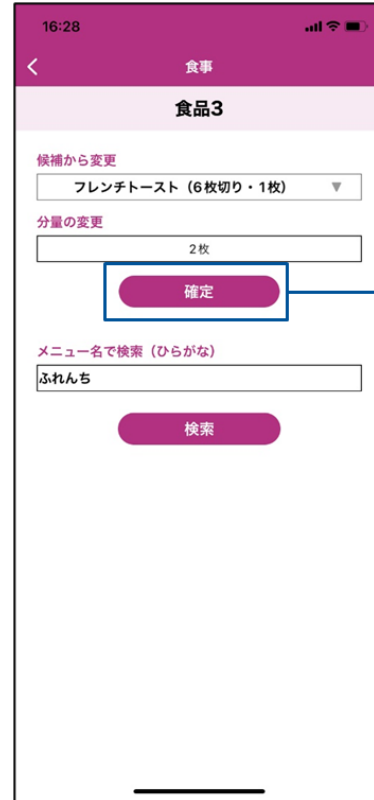 16:28
食事
食品3
候補から変更
フレンチトースト（6枚切り・1枚） ▼
分量の変更
2枚
確定
メニュー名で検索（ひらがな）
ふれんち
検索